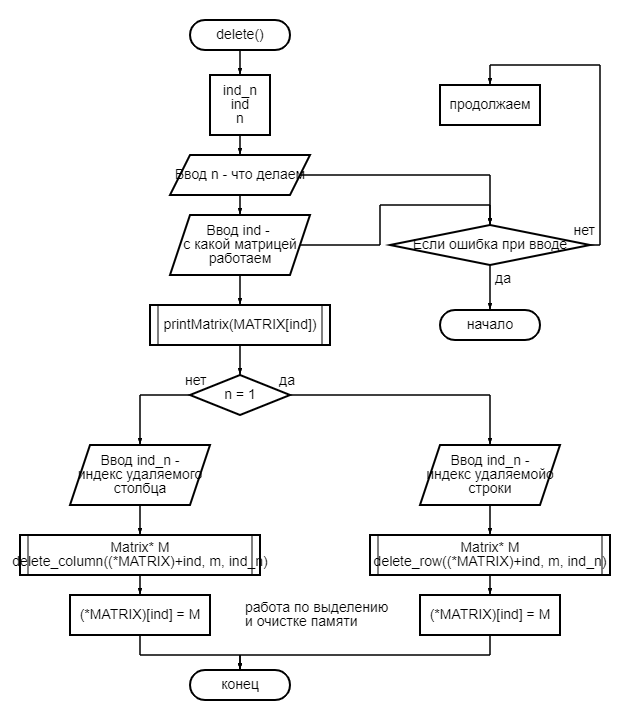 delete()
ind_n
ind
n
продолжаем
Ввод n - что делаем
Ввод ind -
с какой матрицей
работаем
Если ошибка при вводе
нет
да
начало
printMatrix(MATRIX[ind])
нет
да
n = 1
Ввод ind_n -
индекс удаляемого
столбца
Ввод ind_n -
индекс удаляемойо
строки
Matrix* M
delete_column((*MATRIX)+ind, m, ind_n)
Matrix* M
delete_row((*MATRIX)+ind, m, ind_n)
(*MATRIX)[ind] = M
работа по выделению
и очистке памяти
(*MATRIX)[ind] = M
конец